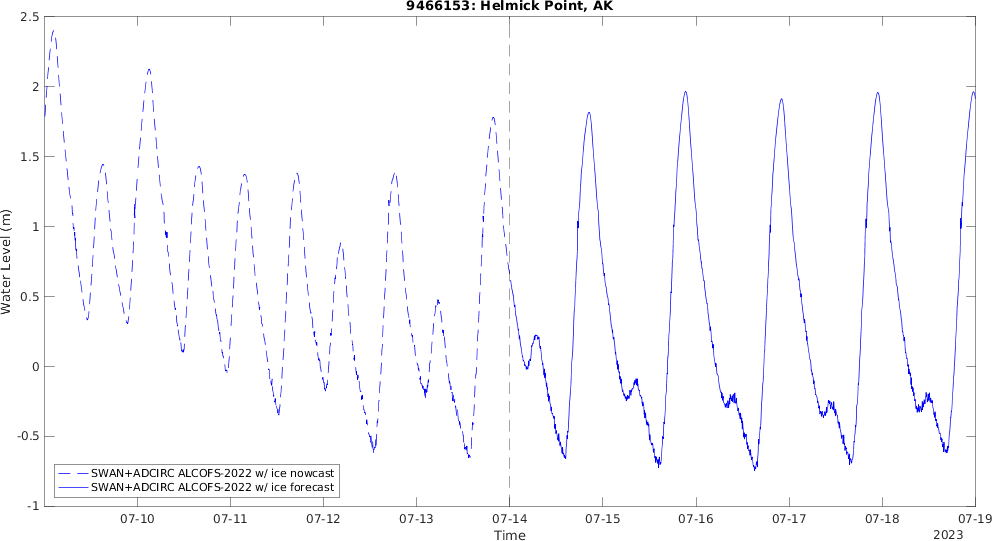 9466153: Helmick Point, AK
2.5
2
1.5
1
0.5
0
-0.5
-1
Water Level (m)
SWAN+ADCIRC ALCOFS-2022 w/ ice nowcast
SWAN+ADCIRC ALCOFS-2022 w/ ice forecast
07-10 07-11 07-12 07-13 07-14 07-15 07-16 07-17 07-18 07-19
Time
2023